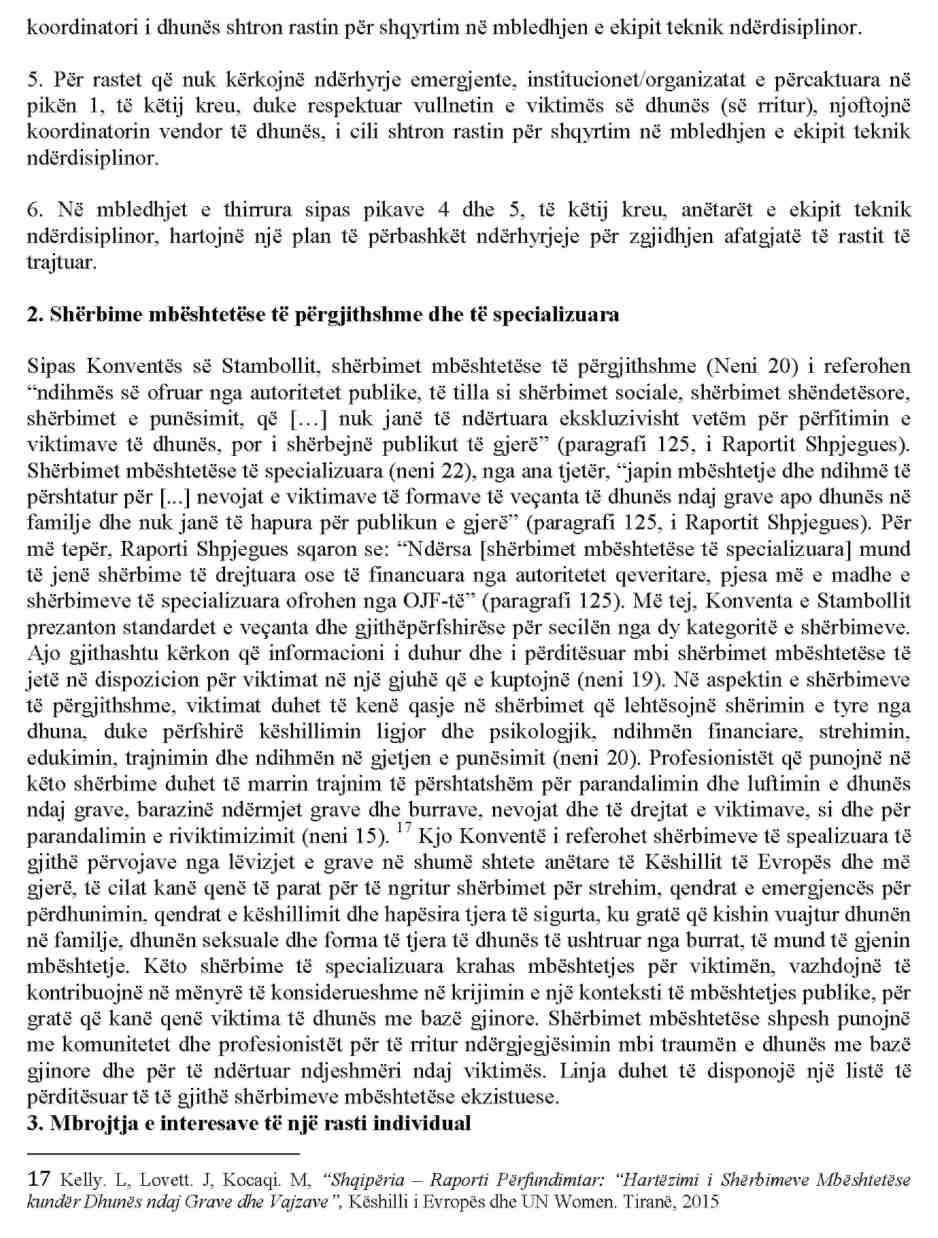 koordinatori i dhunës shtron rastin për shqyrtim në mbledhjen e ekipit teknik ndërdisiplinor.
5. Për rastet që nuk kërkojnë ndërhyrje emergjente, institucionet/organizatat e përcaktuara në
pikën 1, të këtij kreu, duke respektuar vullnetin e viktimës së dhunës (së rritur), njoftojnë
koordinatorin vendor të dhunës, i cili shtron rastin për shqyrtim në mbledhjen e ekipit teknik
ndërdisiplinor.
6. Në mbledhjet e thirrura sipas pikave 4 dhe 5, të këtij kreu, anëtarët e ekipit teknik
ndërdisiplinor, hartojnë një plan të përbashkët ndërhyrjeje për zgjidhjen afatgjatë të rastit të
trajtuar.
2. Shërbime mbështetëse të përgjithshme dhe të specializuara
Sipas Konventës së Stambollit, shërbimet mbështetëse të përgjithshme (Neni 20) i referohen
“ndihmës së ofruar nga autoritetet publike, të tilla si shërbimet sociale, shërbimet shëndetësore,
shërbimet e punësimit, që […] nuk janë të ndërtuara ekskluzivisht vetëm për përfitimin e
viktimave të dhunës, por i shërbejnë publikut të gjerë” (paragrafi 125, i Raportit Shpjegues).
Shërbimet mbështetëse të specializuara (neni 22), nga ana tjetër, “japin mbështetje dhe ndihmë të
përshtatur për [...] nevojat e viktimave të formave të veçanta të dhunës ndaj grave apo dhunës në
familje dhe nuk janë të hapura për publikun e gjerë” (paragrafi 125, i Raportit Shpjegues). Për
më tepër, Raporti Shpjegues sqaron se: “Ndërsa [shërbimet mbështetëse të specializuara] mund
të jenë shërbime të drejtuara ose të financuara nga autoritetet qeveritare, pjesa më e madhe e
shërbimeve të specializuara ofrohen nga OJF-të” (paragrafi 125). Më tej, Konventa e Stambollit
prezanton standardet e veçanta dhe gjithëpërfshirëse për secilën nga dy kategoritë e shërbimeve.
Ajo gjithashtu kërkon që informacioni i duhur dhe i përditësuar mbi shërbimet mbështetëse të
jetë në dispozicion për viktimat në një gjuhë që e kuptojnë (neni 19). Në aspektin e shërbimeve
të përgjithshme, viktimat duhet të kenë qasje në shërbimet që lehtësojnë shërimin e tyre nga
dhuna, duke përfshirë këshillimin ligjor dhe psikologjik, ndihmën financiare, strehimin,
edukimin, trajnimin dhe ndihmën në gjetjen e punësimit (neni 20). Profesionistët që punojnë në
këto shërbime duhet të marrin trajnim të përshtatshëm për parandalimin dhe luftimin e dhunës
ndaj grave, barazinë ndërmjet grave dhe burrave, nevojat dhe të drejtat e viktimave, si dhe për
parandalimin e riviktimizimit (neni 15). 17 Kjo Konventë i referohet shërbimeve të spealizuara të
gjithë përvojave nga lëvizjet e grave në shumë shtete anëtare të Këshillit të Evropës dhe më
gjerë, të cilat kanë qenë të parat për të ngritur shërbimet për strehim, qendrat e emergjencës për
përdhunimin, qendrat e këshillimit dhe hapësira tjera të sigurta, ku gratë që kishin vuajtur dhunën
në familje, dhunën seksuale dhe forma të tjera të dhunës të ushtruar nga burrat, të mund të gjenin
mbështetje. Këto shërbime të specializuara krahas mbështetjes për viktimën, vazhdojnë të
kontribuojnë në mënyrë të konsiderueshme në krijimin e një konteksti të mbështetjes publike, për
gratë që kanë qenë viktima të dhunës me bazë gjinore. Shërbimet mbështetëse shpesh punojnë
me komunitetet dhe profesionistët për të rritur ndërgjegjësimin mbi traumën e dhunës me bazë
gjinore dhe për të ndërtuar ndjeshmëri ndaj viktimës. Linja duhet të disponojë një listë të
përditësuar të të gjithë shërbimeve mbështetëse ekzistuese.
3. Mbrojtja e interesave të një rasti individual
17 Kelly. L, Lovett. J, Kocaqi. M, “Shqipëria – Raporti Përfundimtar: “Hartëzimi i Shërbimeve Mbështetëse
kundër Dhunës ndaj Grave dhe Vajzave”, Këshilli i Evropës dhe UN Women. Tiranë, 2015